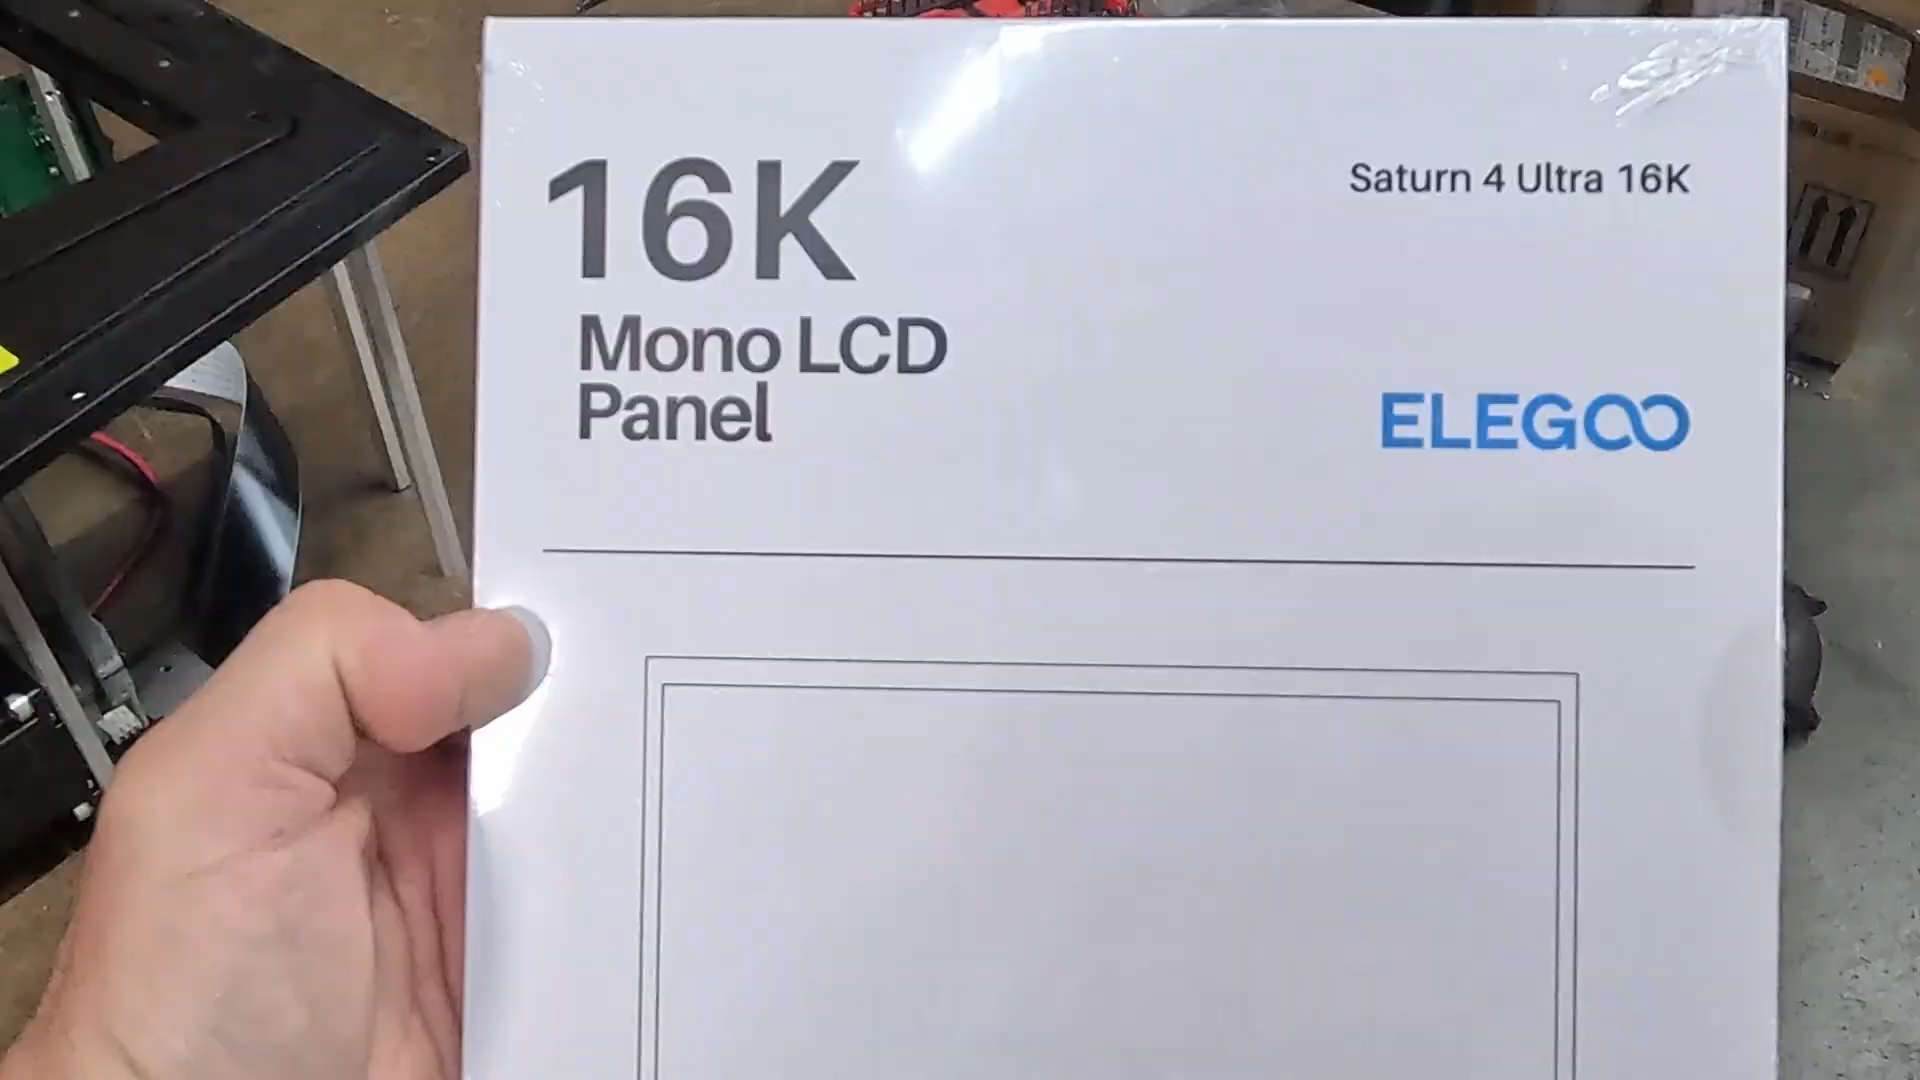 16K
Saturn 4 Ultra 16K
Mono LCD
Panel
ELEGOO